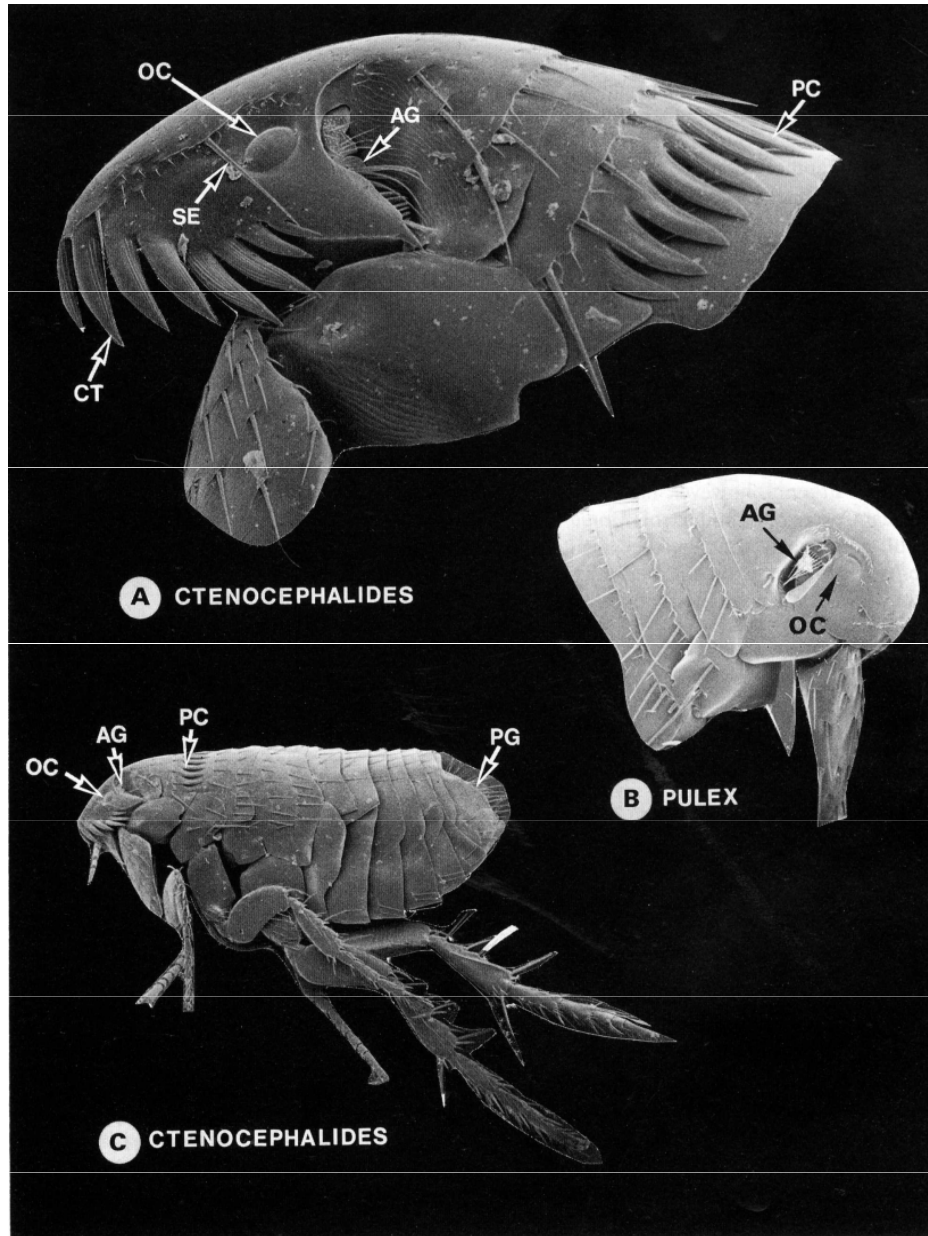 OC
AG
PC
SE
CT
A CTENOCEPHALIDES
AG
OC
B PULEX
PC
AG
OC
PG
C CTENOCEPHALIDES